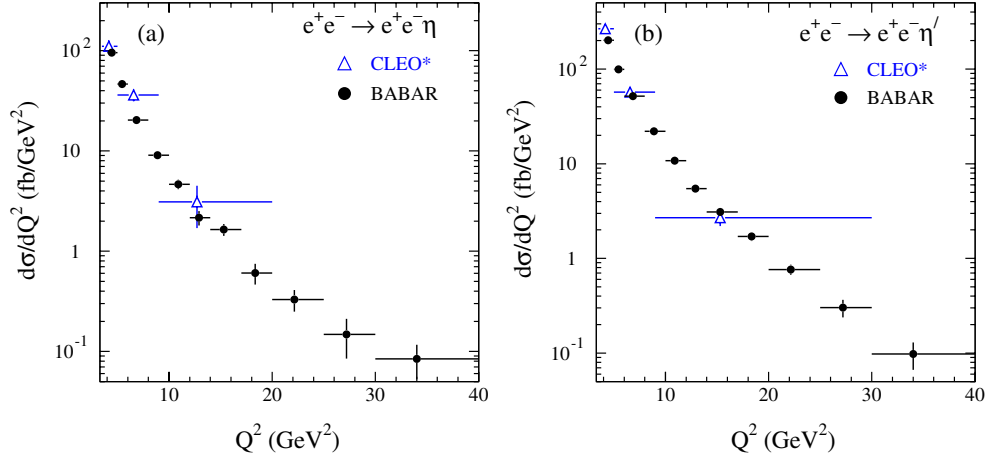 (a)
e⁺e⁻ → e⁺e⁻η
CLEO*
BABAR
10²
10
1
10⁻¹
dσ/dQ² (fb/GeV²)
10 20 30 40
Q² (GeV²)
(b)
e⁺e⁻ → e⁺e⁻η′
CLEO*
BABAR
10²
10
1
10⁻¹
dσ/dQ² (fb/GeV²)
10 20 30 40
Q² (GeV²)